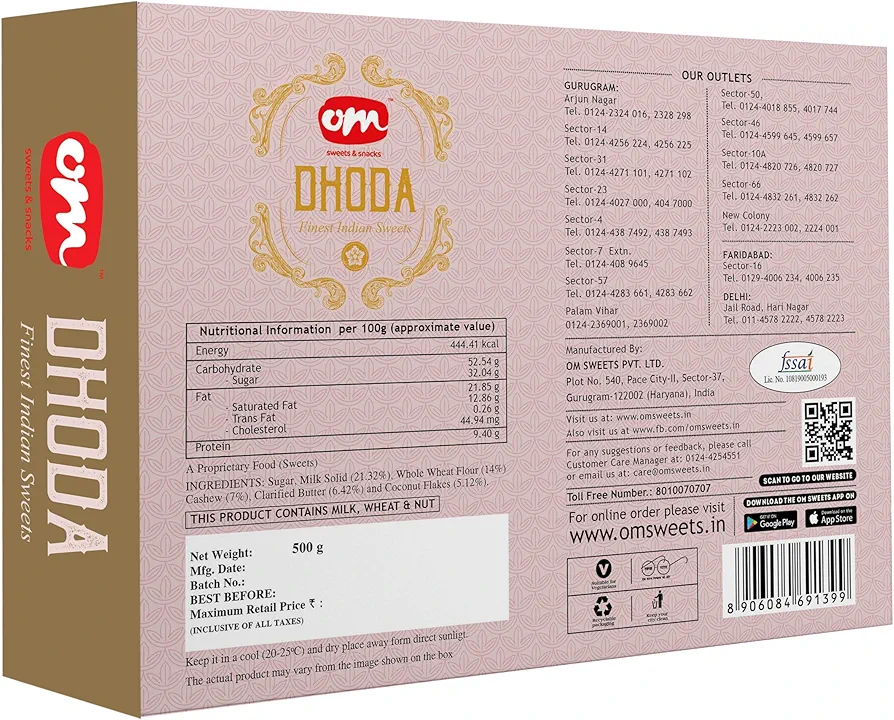 om
sweets & snacks
™
DHODA
Finest Indian Sweets
om ™
sweets & snacks
DHODA
Finest Indian Sweets
Nutritional Information per 100g (approximate value)
Energy 444.41 kcal
Carbohydrate 52.54 g
- Sugar 32.04 g
Fat 21.85 g
- Saturated Fat 12.86 g
- Trans Fat 0.26 g
- Cholesterol 44.94 mg
Protein 9.40 g
A Proprietary Food (Sweets)
INGREDIENTS: Sugar, Milk Solid (21.32%), Whole Wheat Flour (14%)
Cashew (7%), Clarified Butter (6.42%) and Coconut Flakes (5.12%).
THIS PRODUCT CONTAINS MILK, WHEAT & NUT
Net Weight: 500 g
Mfg. Date:
Batch No.:
BEST BEFORE:
Maximum Retail Price ₹ :
(INCLUSIVE OF ALL TAXES)
Keep it in a cool (20-25°C) and dry place away form direct sunligt.
The actual product may vary from the image shown on the box
OUR OUTLETS
GURUGRAM:
Arjun Nagar
Tel. 0124-2324 016, 2328 298
Sector-14
Tel. 0124-4256 224, 4256 225
Sector-31
Tel. 0124-4271 101, 4271 102
Sector-23
Tel. 0124-4027 000, 404 7000
Sector-4
Tel. 0124-438 7492, 438 7493
Sector-7 Extn.
Tel. 0124-408 9645
Sector-57
Tel. 0124-4283 661, 4283 662
Palam Vihar
0124-2369001, 2369002
Sector-50,
Tel. 0124-4018 855, 4017 744
Sector-46
Tel. 0124-4599 645, 4599 657
Sector-10A
Tel. 0124-4820 726, 4820 727
Sector-66
Tel. 0124-4832 261, 4832 262
New Colony
Tel. 0124-2223 002, 2224 001
FARIDABAD:
Sector-16
Tel. 0129-4006 234, 4006 235
DELHI:
Jail Road, Hari Nagar
Tel. 011-4578 2222, 4578 2223
Manufactured By:
OM SWEETS PVT. LTD.
Plot No. 540, Pace City-II, Sector-37,
Gurugram-122002 (Haryana), India
fssai
Lic. No. 10819005000193
Visit us at: www.omsweets.in
Also visit us at www.fb.com/omsweets.in
For any suggestions or feedback, please call
Customer Care Manager at: 0124-4254551
or email us at: care@omsweets.in
SCAN TO GO TO OUR WEBSITE
Toll Free Number.: 8010070707
For online order please visit
www.omsweets.in
DOWNLOAD THE OM SWEETS APP ON
GET IT ON
Google Play
Download on the
App Store
V
Suitable for
Vegetarians
Recyclable
packaging
Keep your
city clean.
8 906084 691399